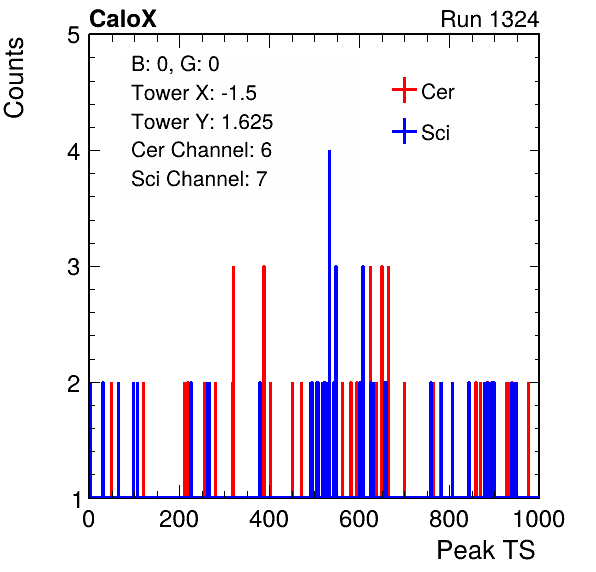 CaloX Run 1324
Counts
5
4
3
2
1
B: 0, G: 0
Tower X: -1.5
Tower Y: 1.625
Cer Channel: 6
Sci Channel: 7
Cer
Sci
0 200 400 600 800 1000
Peak TS